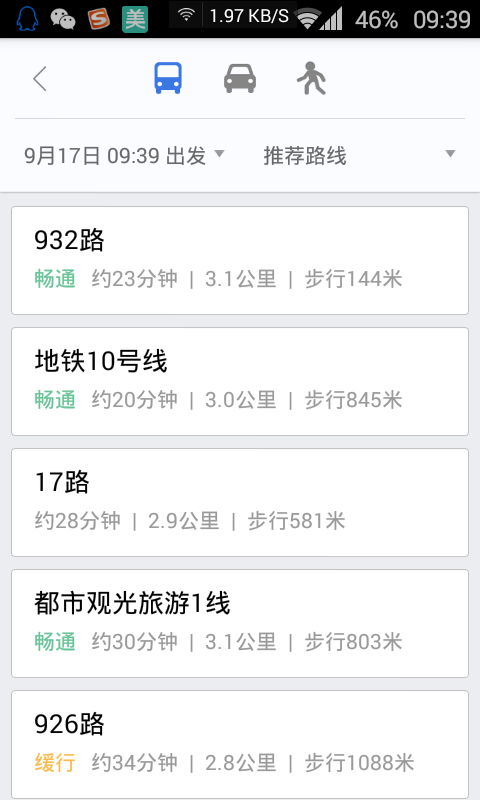 美 1.97 KB/S 46% 09:39
9月17日 09:39 出发 推荐路线
932路
畅通 约23分钟 | 3.1公里 | 步行144米
地铁10号线
畅通 约20分钟 | 3.0公里 | 步行845米
17路
约28分钟 | 2.9公里 | 步行581米
都市观光旅游1线
畅通 约30分钟 | 3.1公里 | 步行803米
926路
缓行 约34分钟 | 2.8公里 | 步行1088米